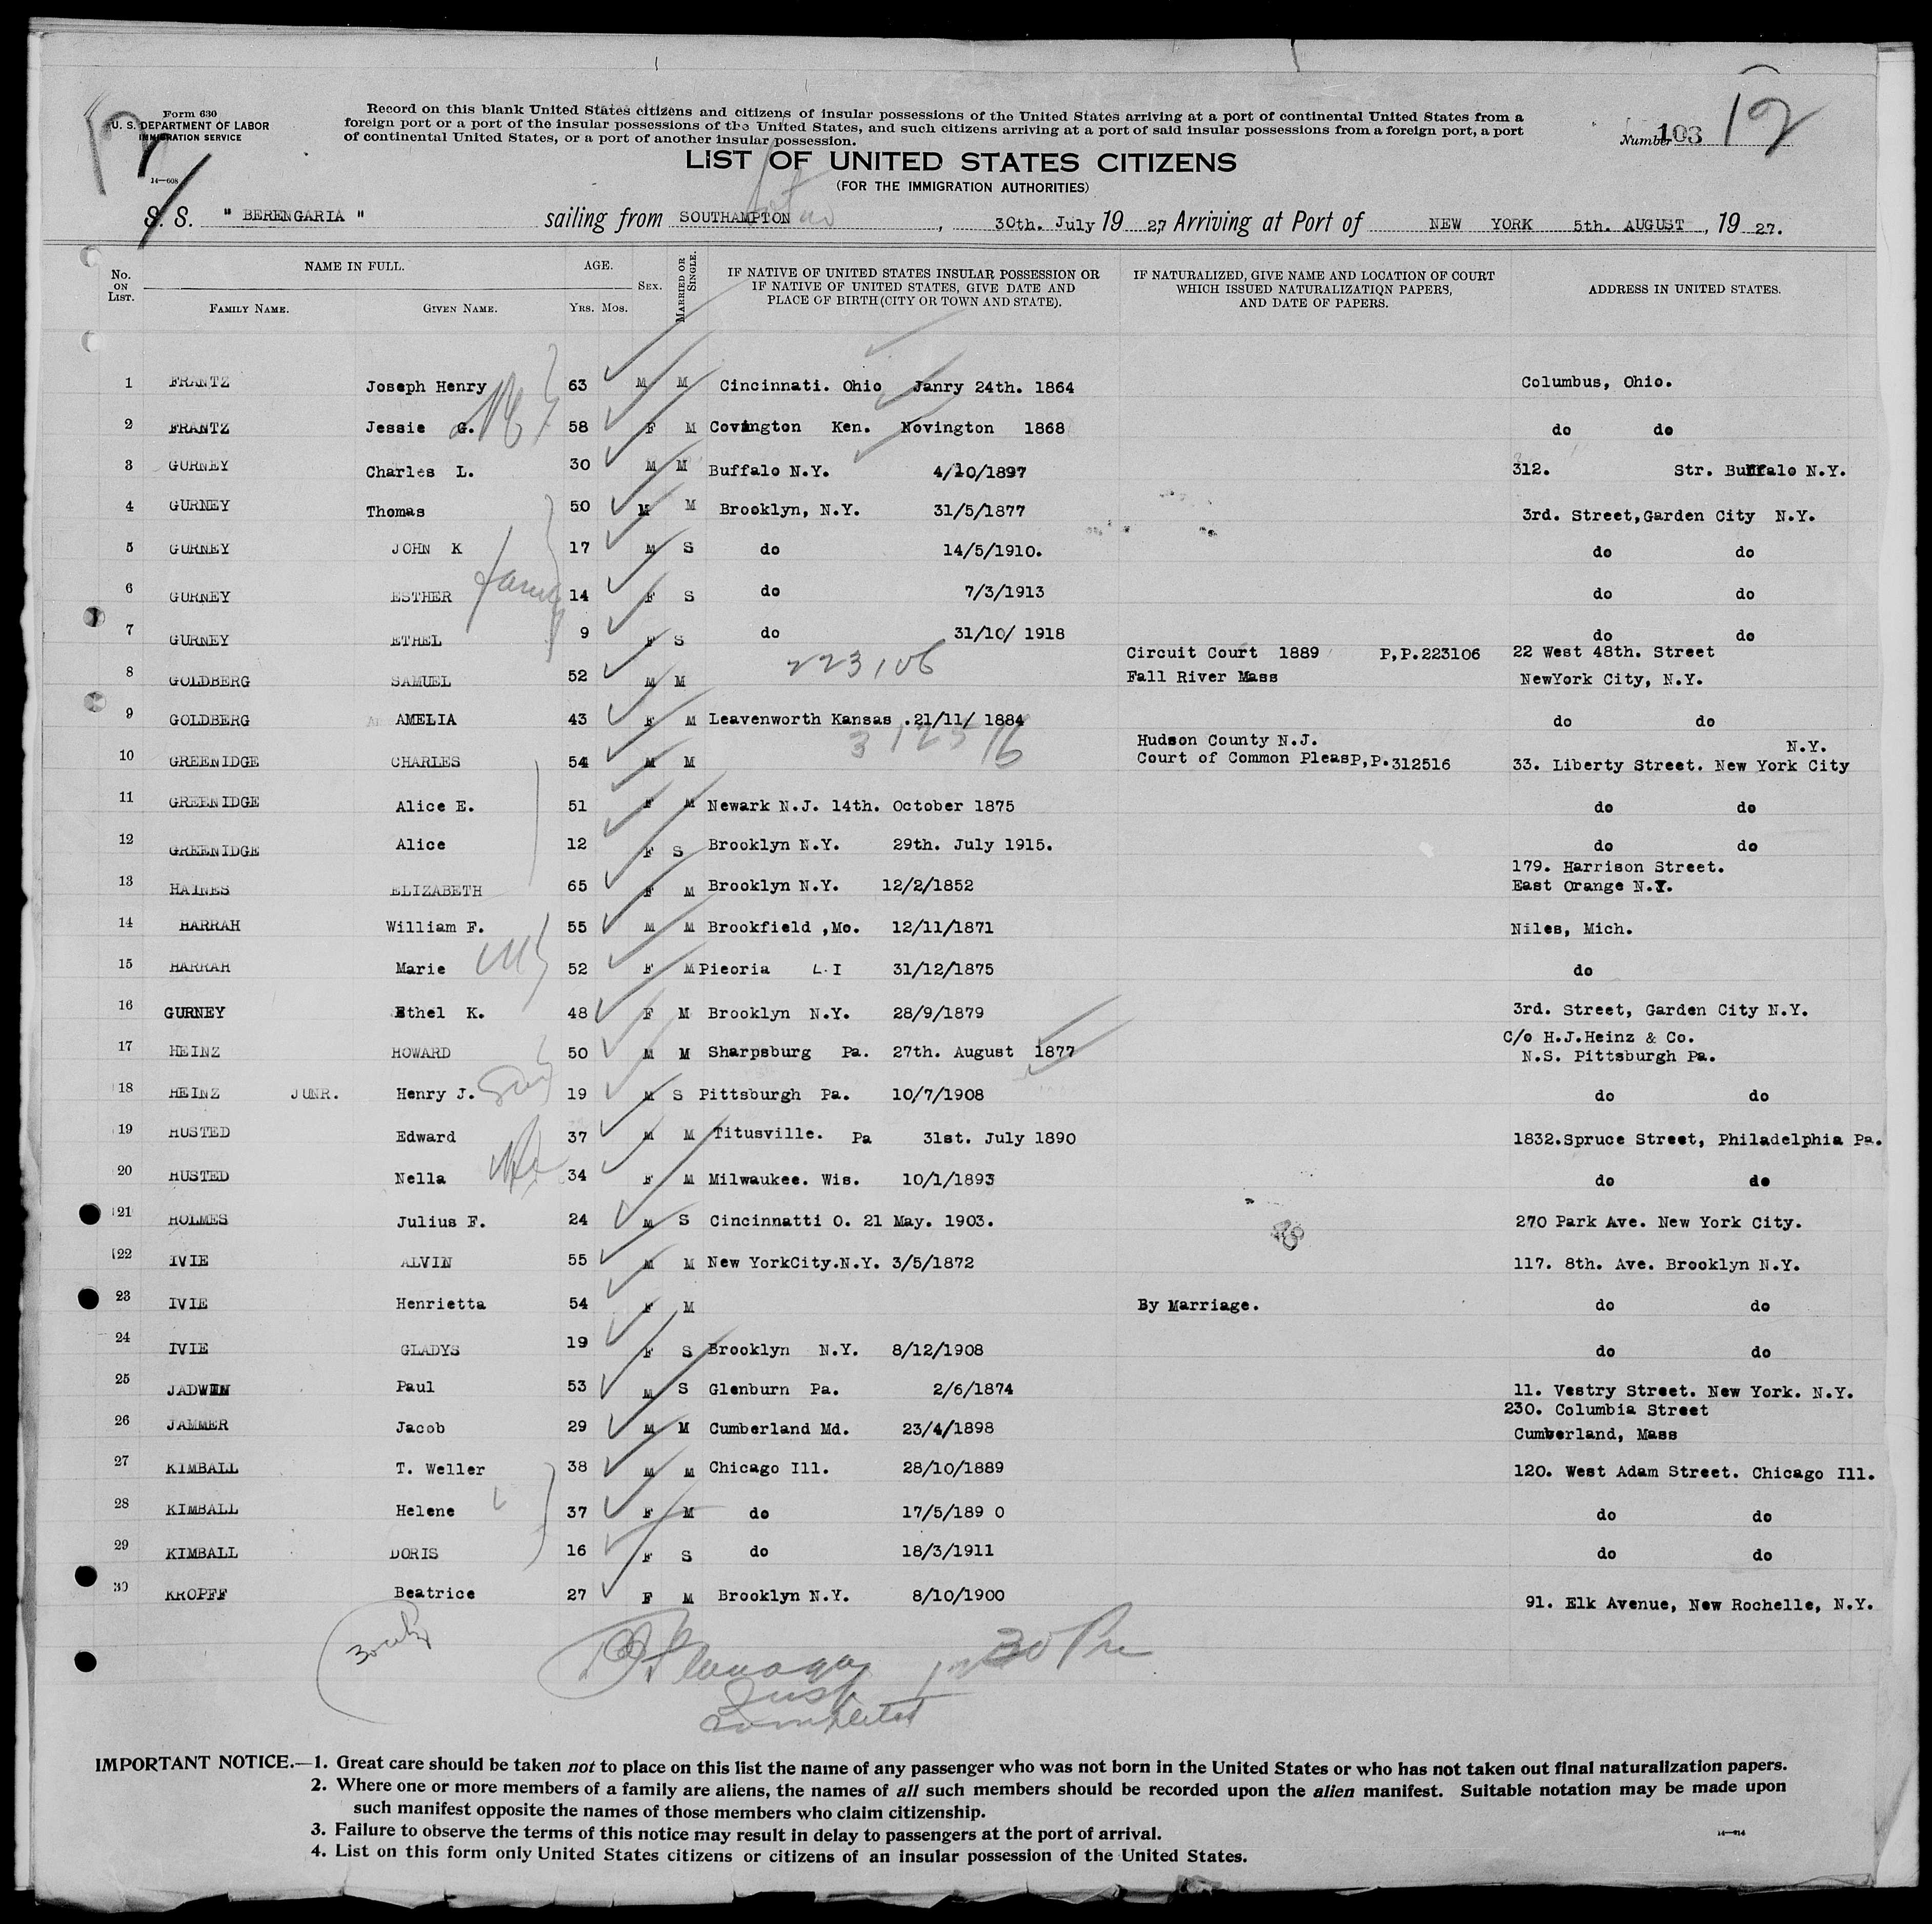 Form 630
U. S. DEPARTMENT OF LABOR
IMMIGRATION SERVICE
14—608
Record on this blank United States citizens and citizens of insular possessions of the United States arriving at a port of continental United States from a
foreign port or a port of the insular possessions of the United States, and such citizens arriving at a port of said insular possessions from a foreign port, a port
of continental United States, or a port of another insular possession.
Number 103 12
LIST OF UNITED STATES CITIZENS
(FOR THE IMMIGRATION AUTHORITIES)
S. S. " BERENGARIA " sailing from SOUTHAMPTON , 30th. July 19 27, Arriving at Port of NEW YORK 5th. AUGUST , 19 27.
No. ON LIST. NAME IN FULL. FAMILY NAME. GIVEN NAME. AGE. YRS. MOS. SEX. MARRIED OR SINGLE. IF NATIVE OF UNITED STATES INSULAR POSSESSION OR IF NATIVE OF UNITED STATES, GIVE DATE AND PLACE OF BIRTH (CITY OR TOWN AND STATE). IF NATURALIZED, GIVE NAME AND LOCATION OF COURT WHICH ISSUED NATURALIZATION PAPERS, AND DATE OF PAPERS. ADDRESS IN UNITED STATES.
1 FRANTZ Joseph Henry 63 M M Cincinnati. Ohio Janry 24th. 1864 Columbus, Ohio.
2 FRANTZ Jessie G. 58 F M Covington Ken. Novington 1868 do do
3 GURNEY Charles L. 30 M M Buffalo N.Y. 4/10/1897 312. Str. Buffalo N.Y.
4 GURNEY Thomas 50 M M Brooklyn, N.Y. 31/5/1877 3rd. Street,Garden City N.Y.
5 GURNEY JOHN K 17 M S do 14/5/1910. do do
6 GURNEY ESTHER 14 F S do 7/3/1913 do do
7 GURNEY ETHEL 9 F S do 31/10/ 1918 do do
family
8 GOLDBERG SAMUEL 52 M M 223106 Circuit Court 1889 P,P.223106 22 West 48th. Street
Fall River Mass NewYork City, N.Y.
9 GOLDBERG AMELIA 43 F M Leavenworth Kansas .21/11/ 1884 do do
312516 Hudson County N.J. N.Y.
10 GREENIDGE CHARLES 54 M M Court of Common Pleas P,P.312516 33. Liberty Street. New York City
11 GREENIDGE Alice E. 51 F M Newark N.J. 14th. October 1875 do do
12 GREENIDGE Alice 12 F S Brooklyn N.Y. 29th. July 1915. do do
179. Harrison Street.
13 HAINES ELIZABETH 65 F M Brooklyn N.Y. 12/2/1852 East Orange N.Y.
14 HARRAH William F. 55 M M Brookfield ,Mo. 12/11/1871 Niles, Mich.
15 HARRAH Marie 52 F M Pieoria L.I 31/12/1875 do
16 GURNEY Ethel K. 48 F M Brooklyn N.Y. 28/9/1879 3rd. Street, Garden City N.Y.
c/o H.J.Heinz & Co.
17 HEINZ HOWARD 50 M M Sharpsburg Pa. 27th. August 1877 N.S. Pittsburgh Pa.
18 HEINZ JUNR. Henry J. 19 M S Pittsburgh Pa. 10/7/1908 do do
19 HUSTED Edward 37 M M Titusville. Pa 31st. July 1890 1832.Spruce Street, Philadelphia Pa.
20 HUSTED Nella 34 F M Milwaukee. Wis. 10/1/1893 do do
21 HOLMES Julius F. 24 M S Cincinnatti O. 21 May. 1903. 270 Park Ave. New York City.
22 IVIE ALVIN 55 M M New YorkCity.N.Y. 3/5/1872 117. 8th. Ave. Brooklyn N.Y.
23 IVIE Henrietta 54 F M By Marriage. do do
24 IVIE GLADYS 19 F S Brooklyn N.Y. 8/12/1908 do do
25 JADWIN Paul 53 M S Glenburn Pa. 2/6/1874 11. Vestry Street. New York. N.Y.
230. Columbia Street
26 JAMMER Jacob 29 M M Cumberland Md. 23/4/1898 Cumberland, Mass
27 KIMBALL T. Weller 38 M M Chicago Ill. 28/10/1889 120. West Adam Street. Chicago Ill.
28 KIMBALL Helene 37 F M do 17/5/189 0 do do
29 KIMBALL DORIS 16 F S do 18/3/1911 do do
30 KROPFF Beatrice 27 F M Brooklyn N.Y. 8/10/1900 91. Elk Avenue, New Rochelle, N.Y.
IMPORTANT NOTICE.—1. Great care should be taken not to place on this list the name of any passenger who was not born in the United States or who has not taken out final naturalization papers.
2. Where one or more members of a family are aliens, the names of all such members should be recorded upon the alien manifest. Suitable notation may be made upon
such manifest opposite the names of those members who claim citizenship.
3. Failure to observe the terms of this notice may result in delay to passengers at the port of arrival.
4. List on this form only United States citizens or citizens of an insular possession of the United States.
14—614